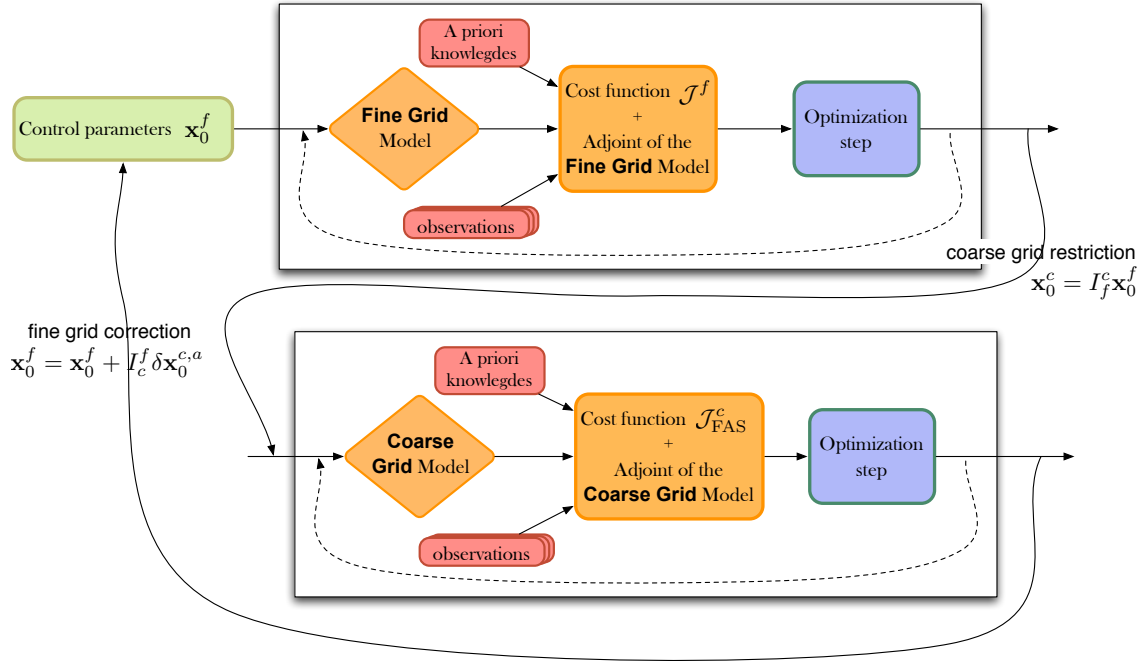 A priori
knowlegdes
Control parameters $\mathbf{x}_0^f$
Fine Grid
Model
Cost function $\mathcal{J}^f$
+
Adjoint of the
Fine Grid Model
Optimization
step
observations
coarse grid restriction
$\mathbf{x}_0^c = I_f^c \mathbf{x}_0^f$
fine grid correction
$\mathbf{x}_0^f = \mathbf{x}_0^f + I_c^f \delta \mathbf{x}_0^{c,a}$
A priori
knowlegdes
Coarse
Grid Model
Cost function $\mathcal{J}_{\mathrm{FAS}}^c$
+
Adjoint of the
Coarse Grid Model
Optimization
step
observations